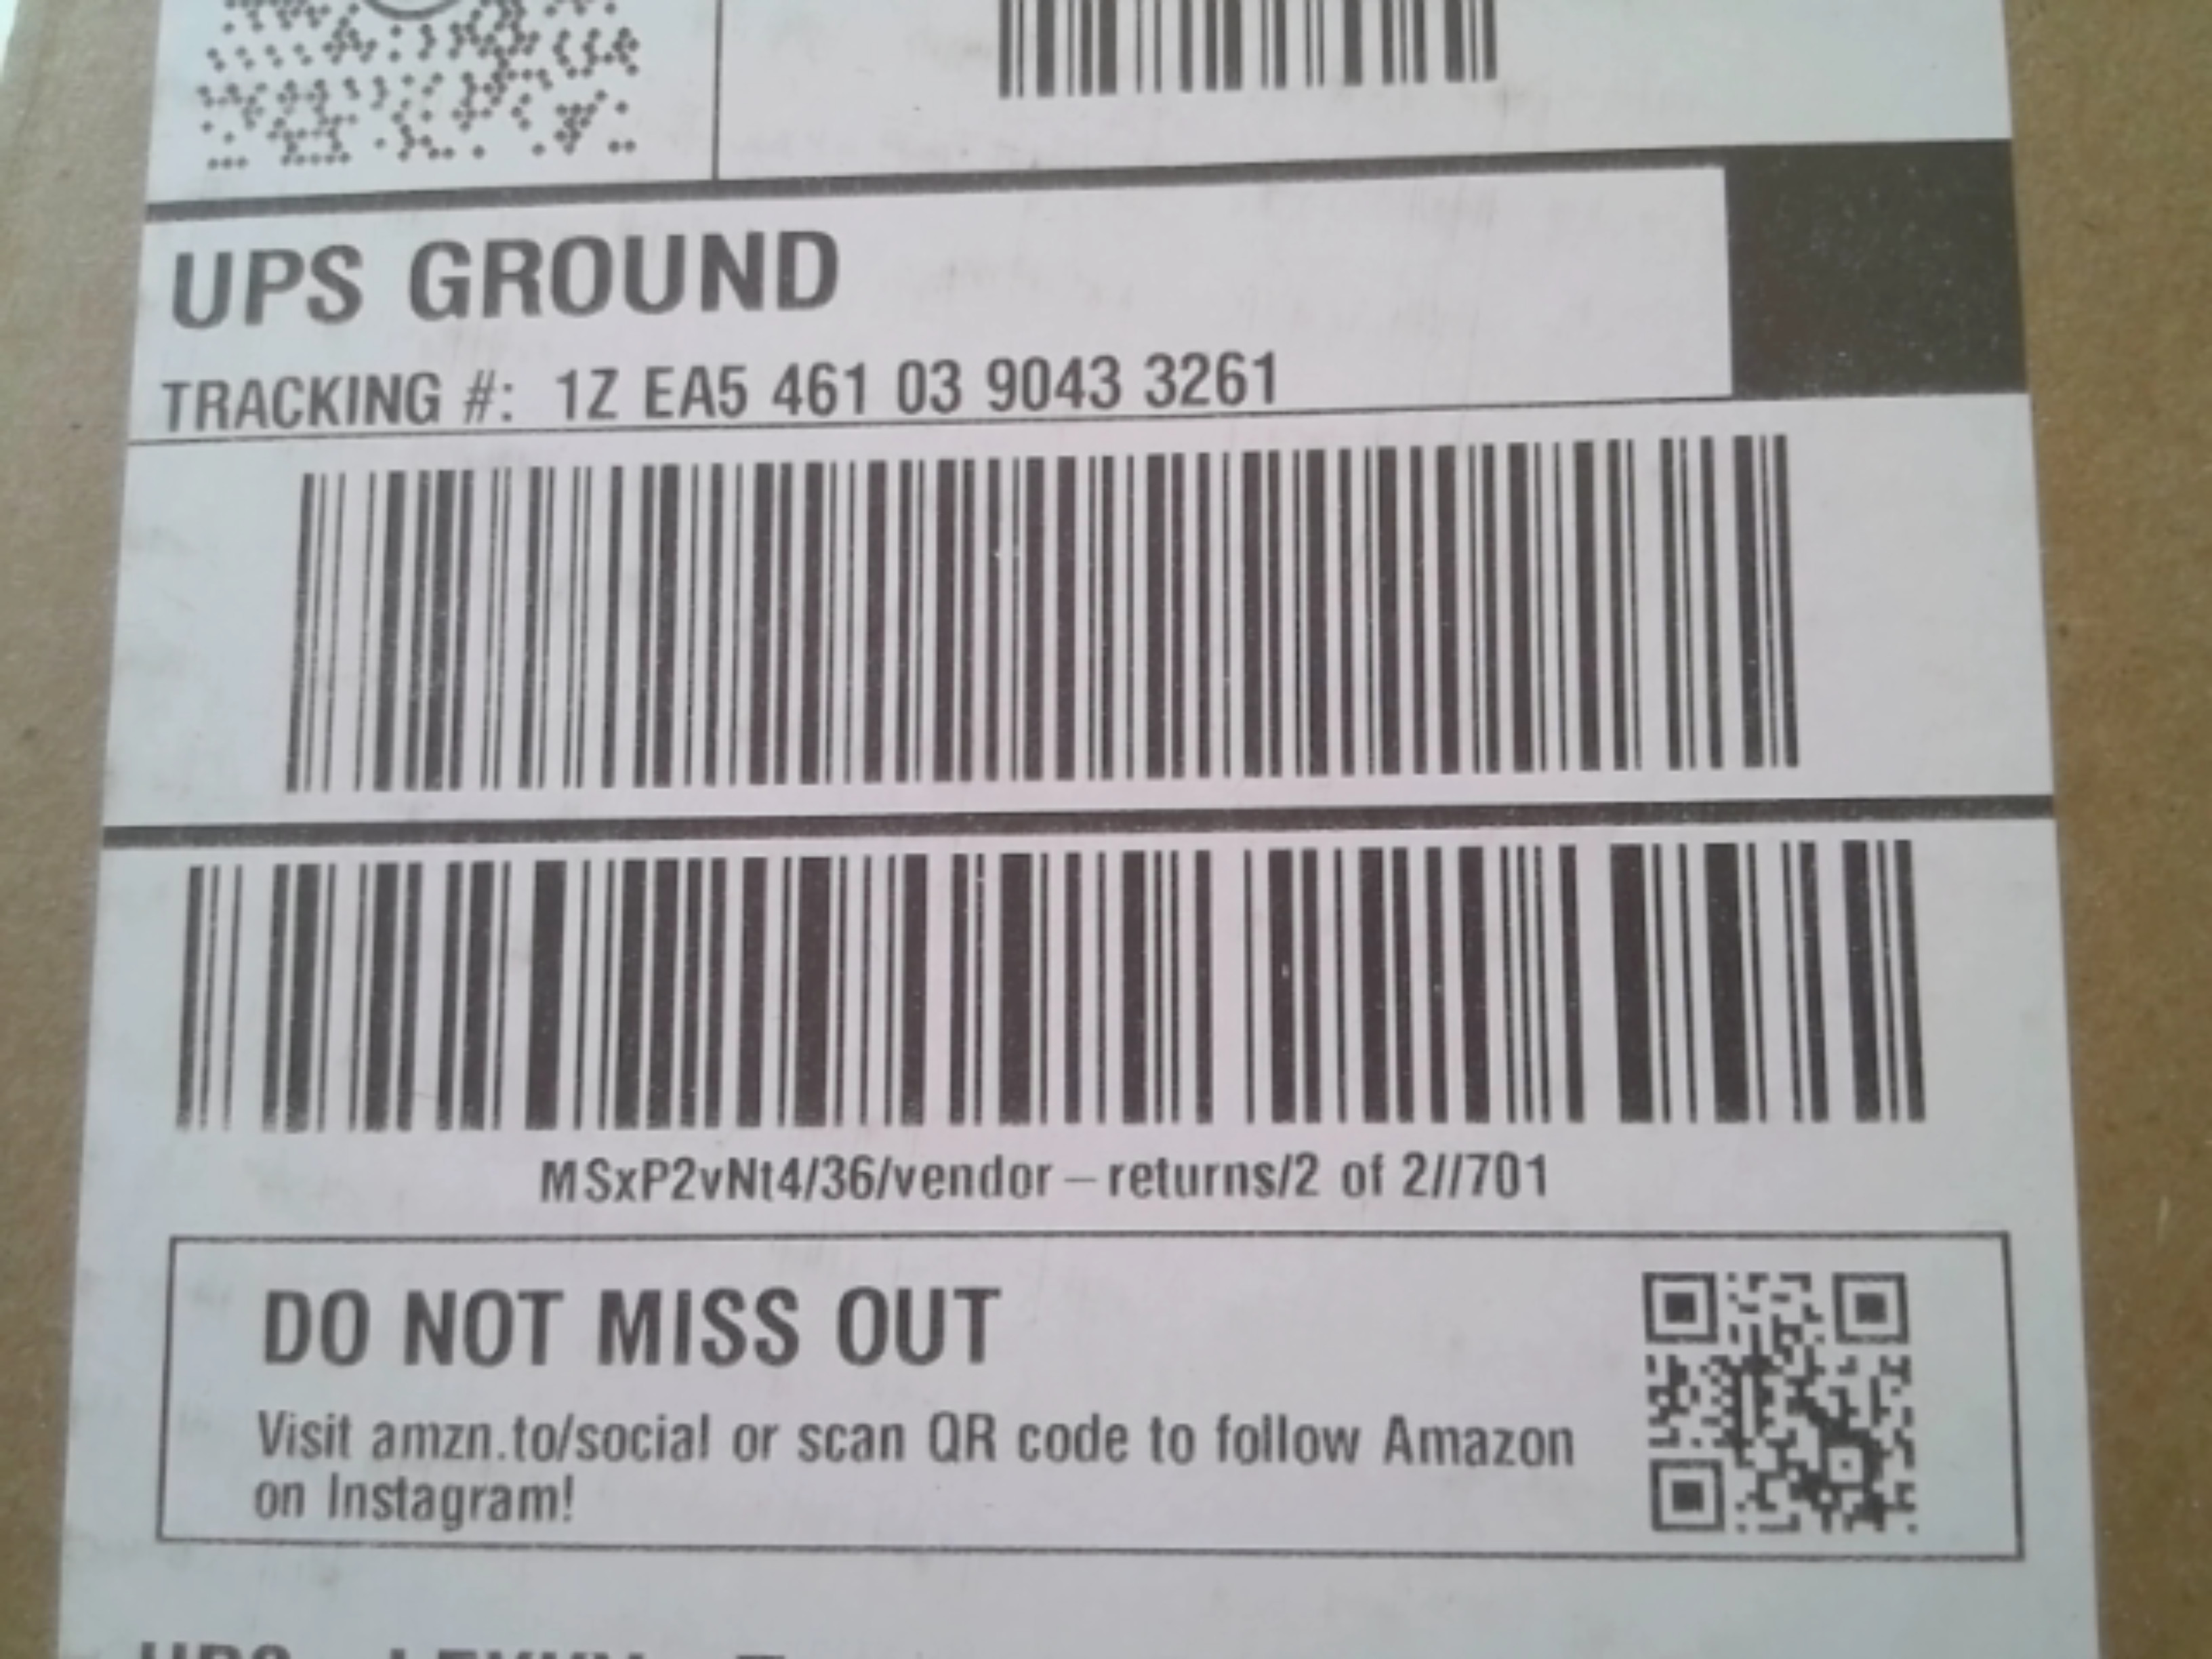 UPS GROUND
TRACKING #: 1Z EA5 461 03 9043 3261
MSxP2vNt4/36/vendor-returns/2 of 2//701
DO NOT MISS OUT
Visit amzn.to/social or scan QR code to follow Amazon
on Instagram!